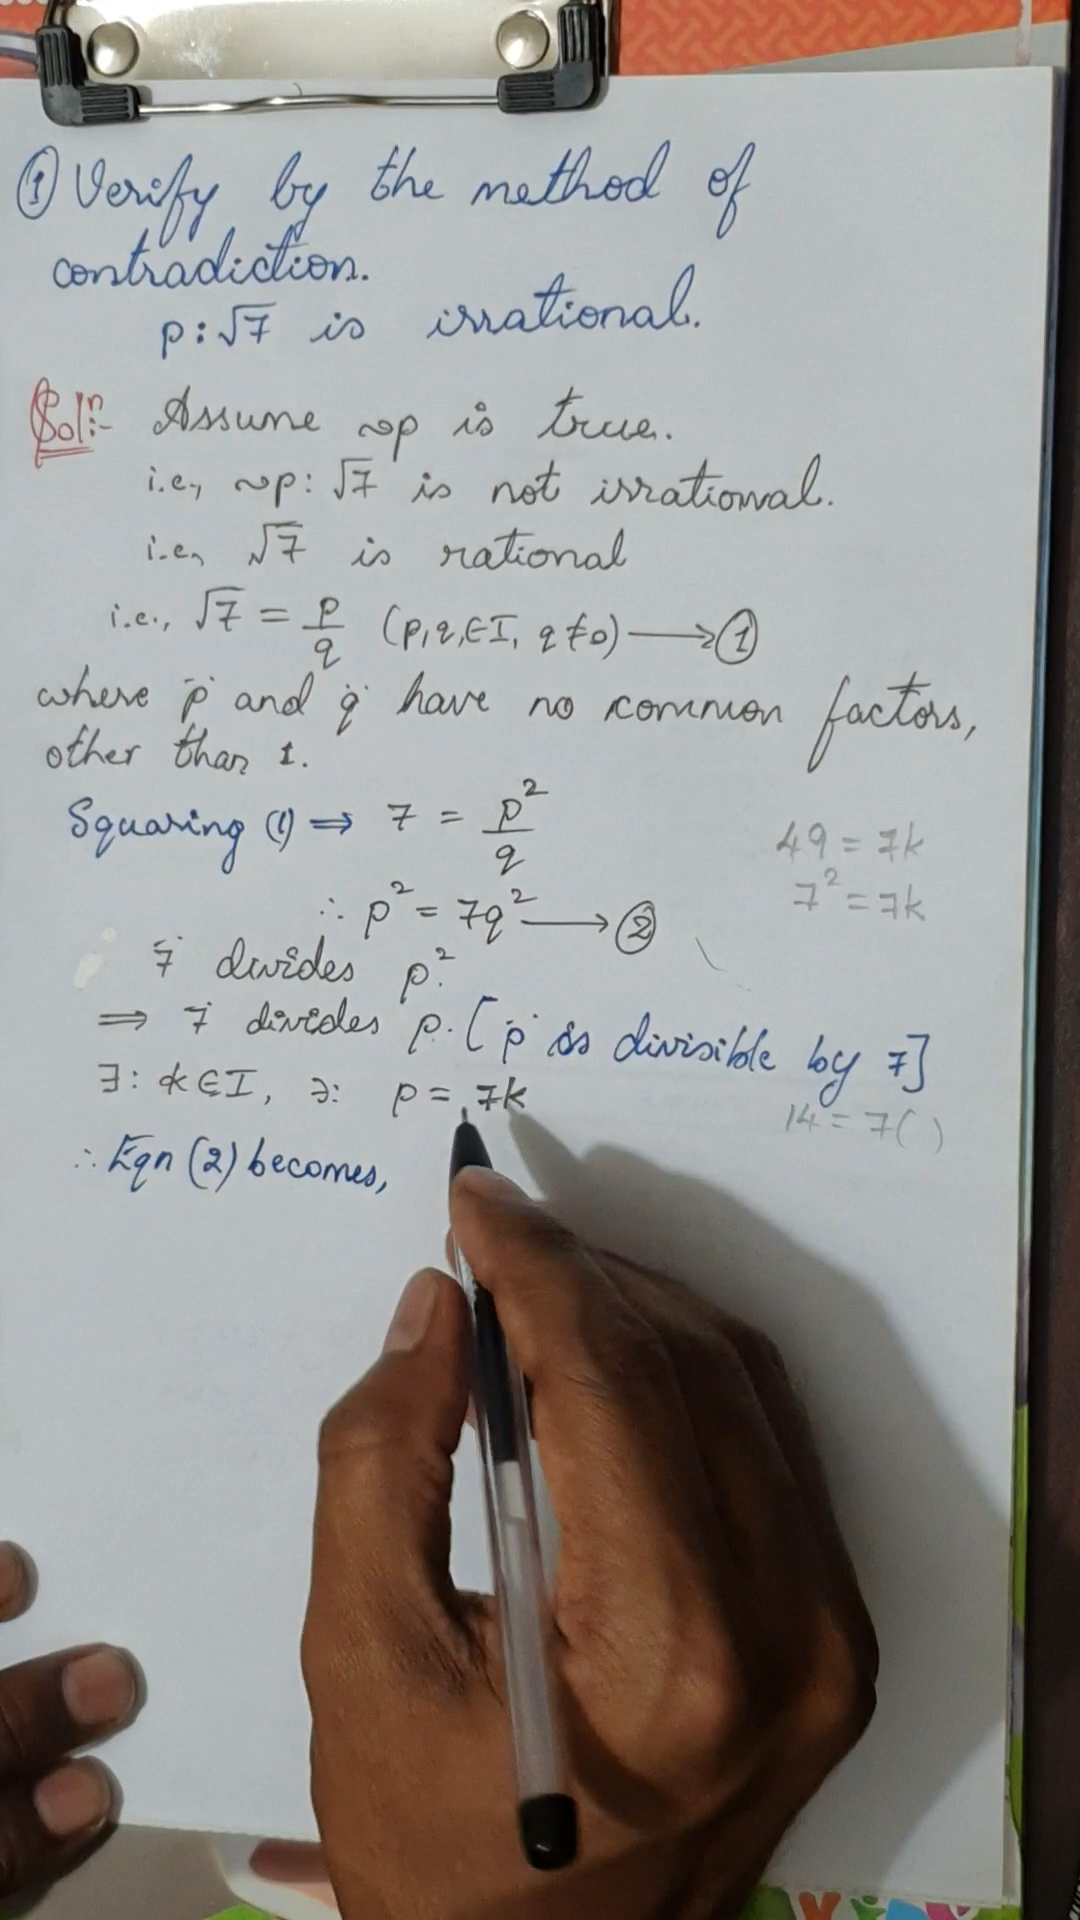 ① Verify by the method of
contradiction.
p: √7 is irrational.
Solⁿ:- Assume ~p is true.
i.e., ~p: √7 is not irrational.
i.e., √7 is rational
i.e., √7 = p/q (p, q, ∈ I, q ≠ 0) → ①
where 'p' and 'q' have no common factors,
other than 1.
Squaring (1) ⇒ 7 = p²/q
49 = 7k
7² = 7k
∴ p² = 7q² → ②
7 divides p².
⇒ 7 divides p. ['p' is divisible by 7]
∃: k ∈ I, ∋: p = 7k
14 = 7( )
∴ Eqn (2) becomes,